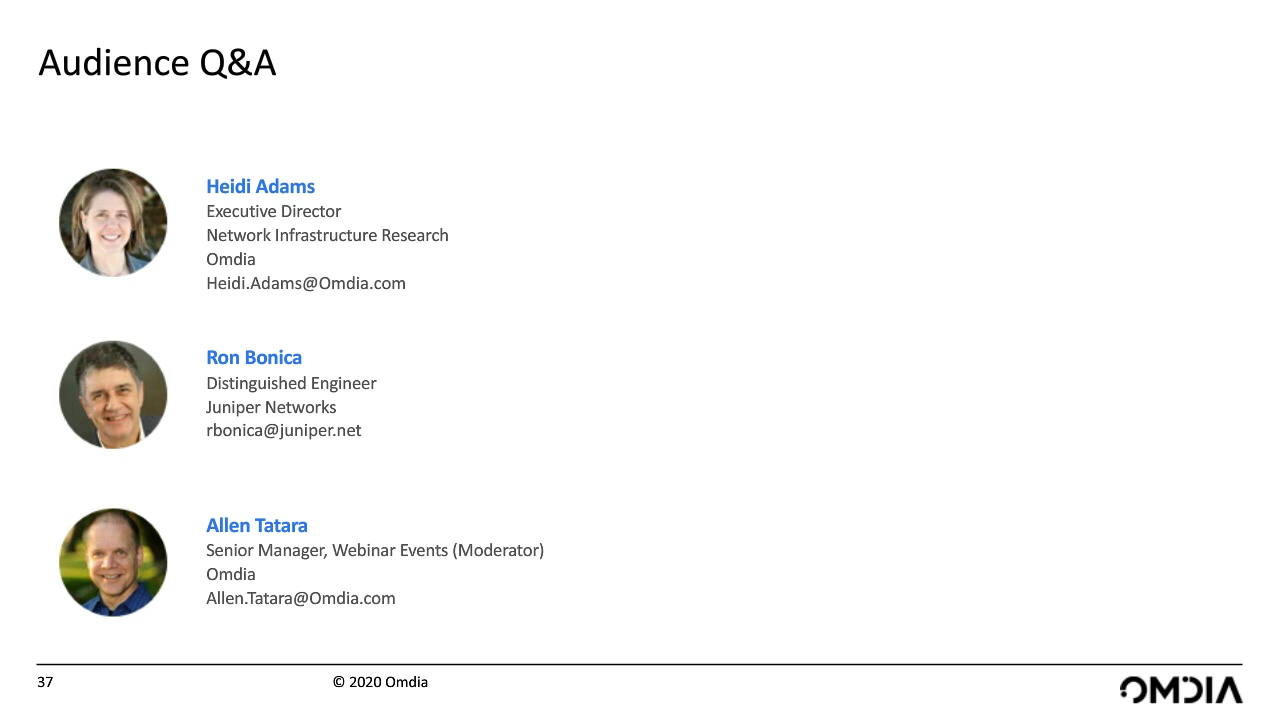 Audience Q&A
Heidi Adams
Executive Director
Network Infrastructure Research
Omdia
Heidi.Adams@Omdia.com
Ron Bonica
Distinguished Engineer
Juniper Networks
rbonica@juniper.net
Allen Tatara
Senior Manager, Webinar Events (Moderator)
Omdia
Allen.Tatara@Omdia.com
37
© 2020 Omdia
OMDIA